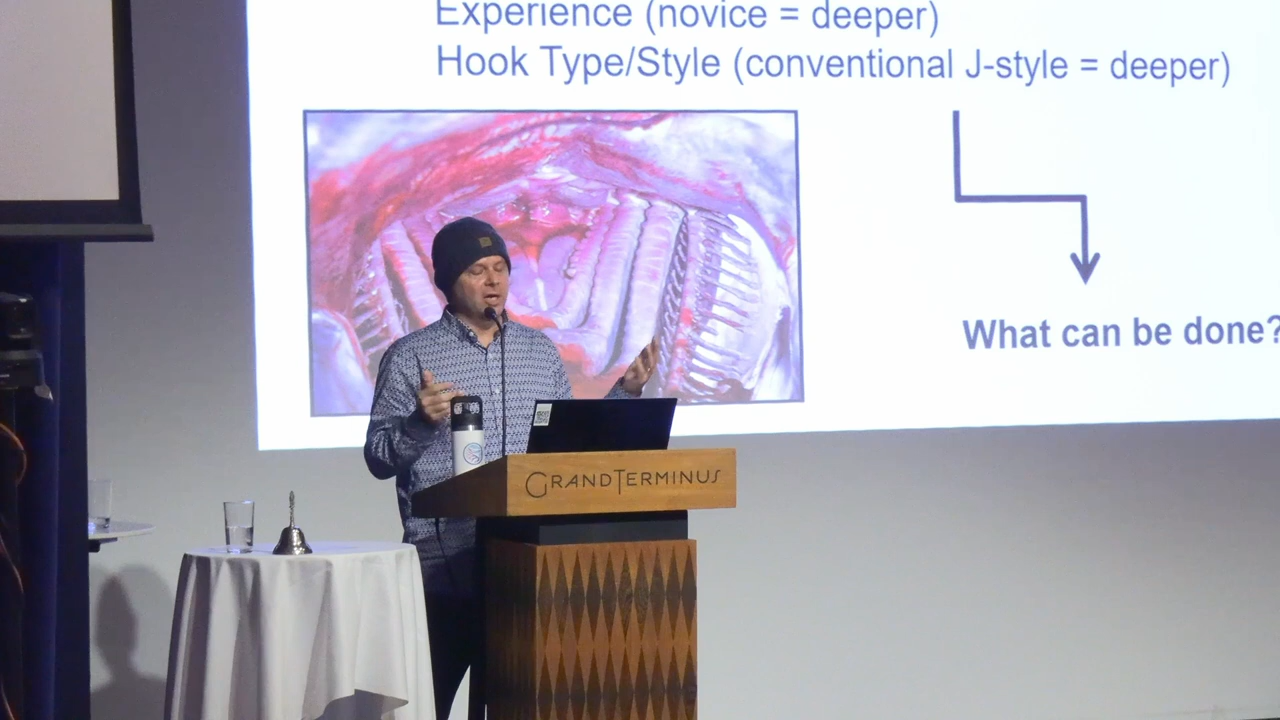 Experience (novice = deeper)
Hook Type/Style (conventional J-style = deeper)
What can be done?
GRANDTERMINUS